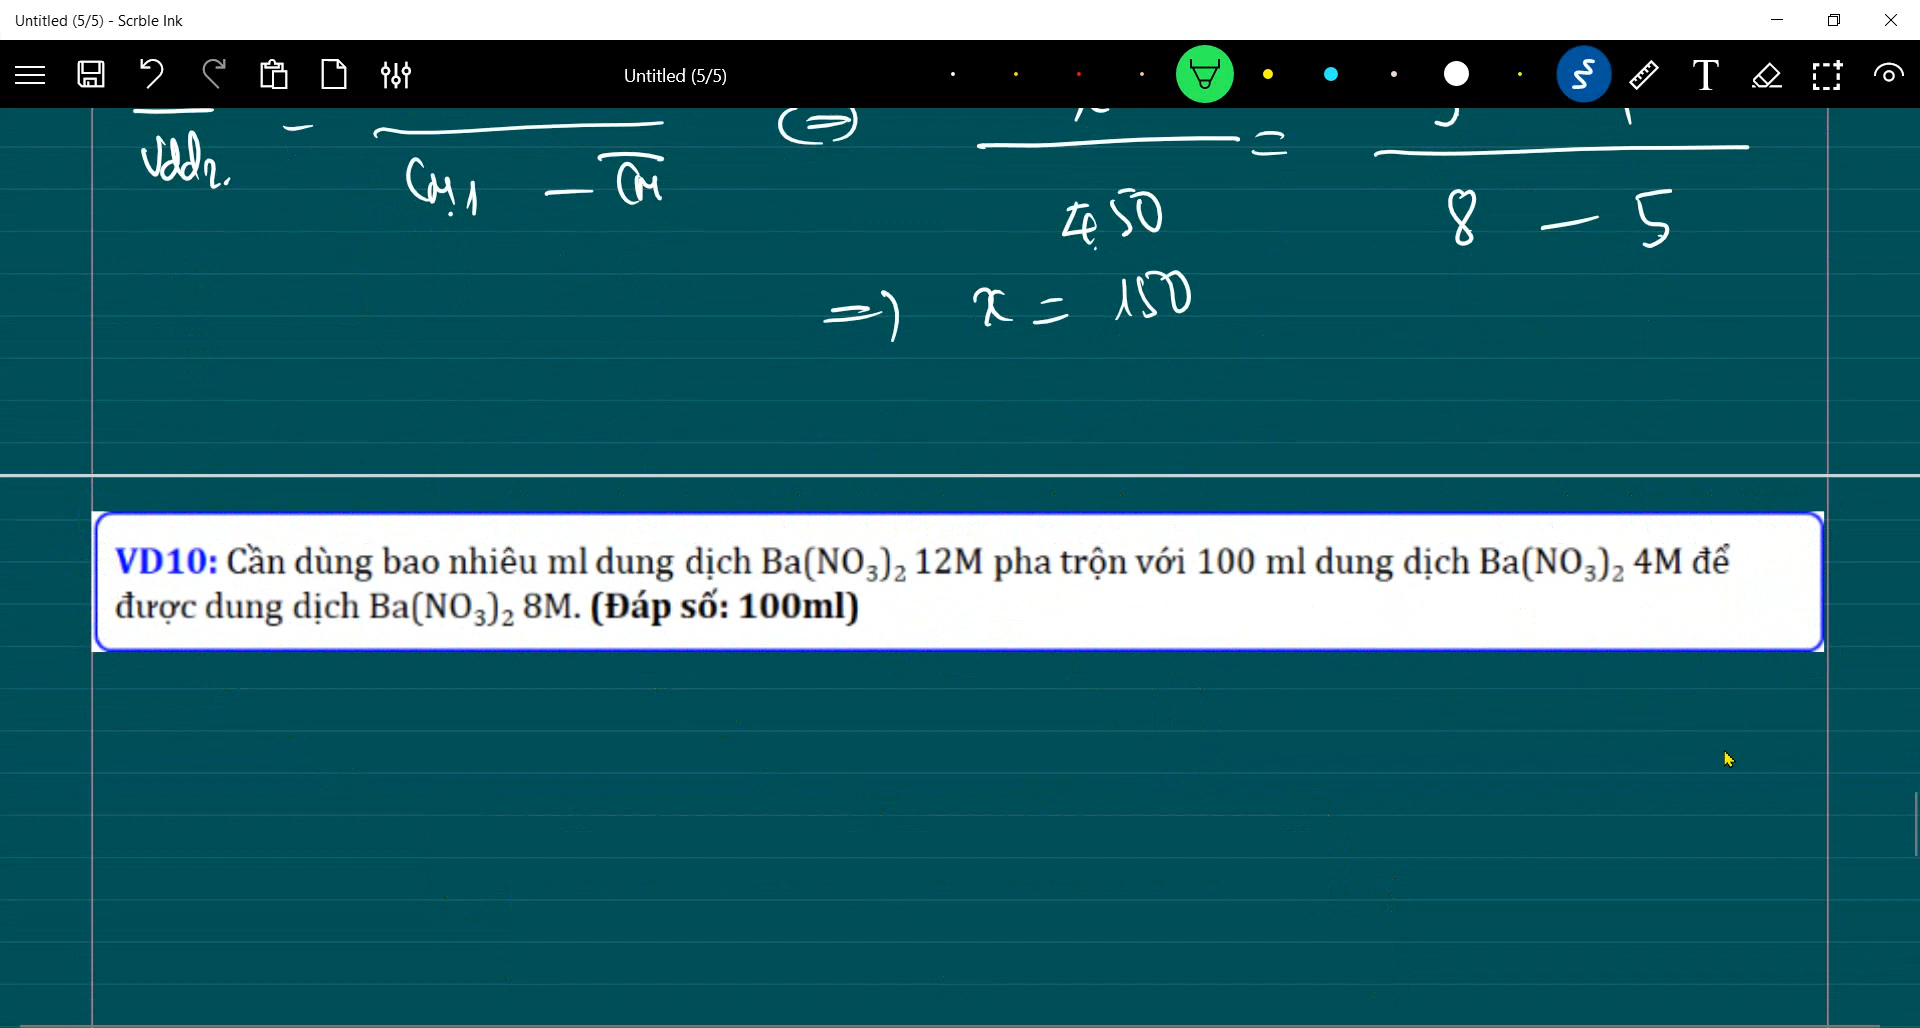 Untitled (5/5) - Scrble Ink
Untitled (5/5)
Vdd2. CM1 - CM
450
8 - 5
=> x = 150
VD10: Cần dùng bao nhiêu ml dung dịch Ba(NO₃)₂ 12M pha trộn với 100 ml dung dịch Ba(NO₃)₂ 4M để
được dung dịch Ba(NO₃)₂ 8M. (Đáp số: 100ml)